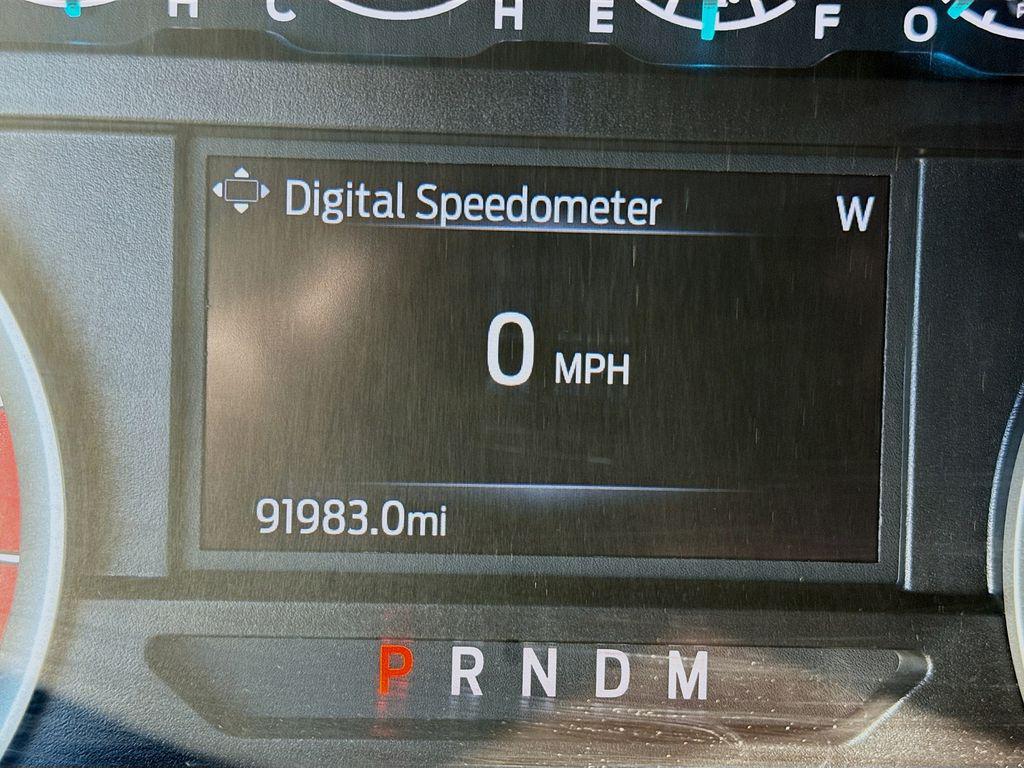 H C H E F O
Digital Speedometer W
0 MPH
91983.0mi
P R N D M